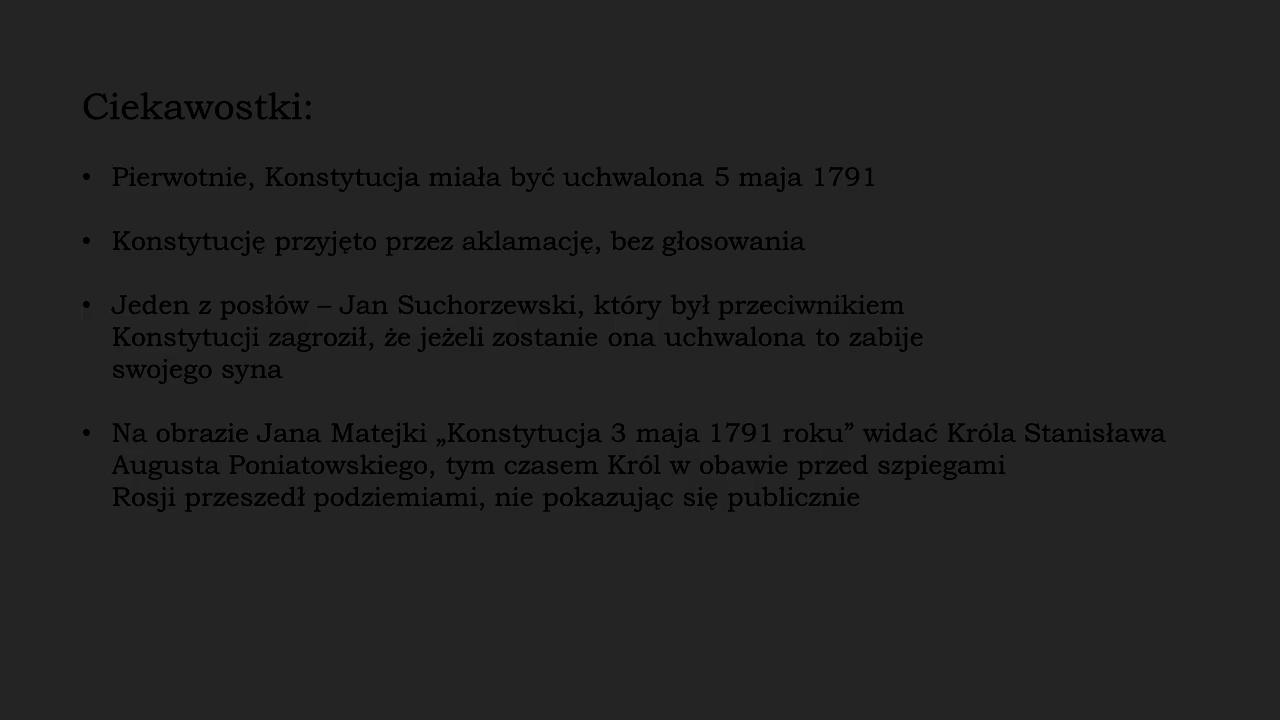 Ciekawostki:
• Pierwotnie, Konstytucja miała być uchwalona 5 maja 1791
• Konstytucję przyjęto przez aklamację, bez głosowania
• Jeden z posłów – Jan Suchorzewski, który był przeciwnikiem
Konstytucji zagroził, że jeżeli zostanie ona uchwalona to zabije
swojego syna
• Na obrazie Jana Matejki „Konstytucja 3 maja 1791 roku” widać Króla Stanisława
Augusta Poniatowskiego, tym czasem Król w obawie przed szpiegami
Rosji przeszedł podziemiami, nie pokazując się publicznie